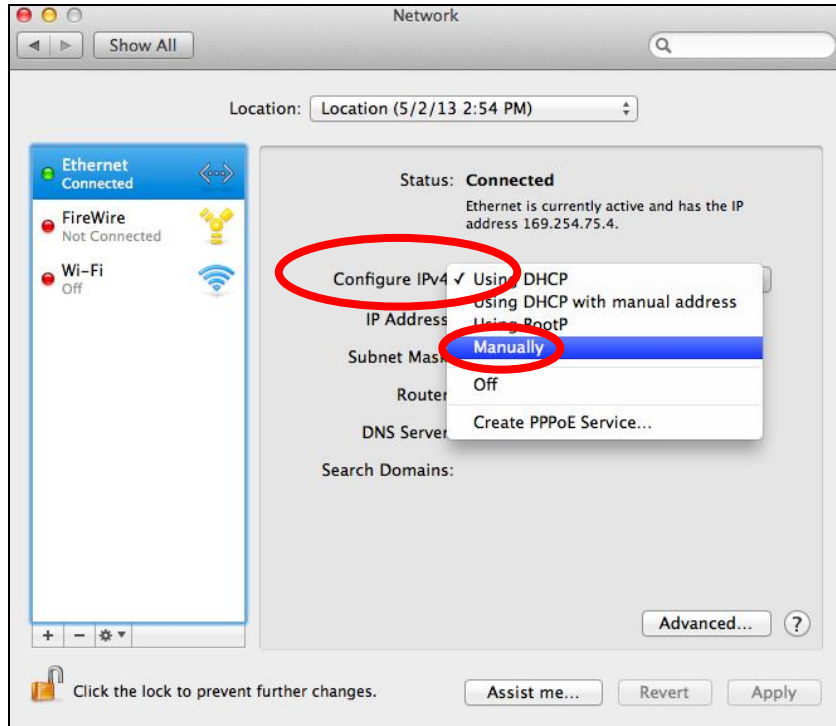 Network
Show All
Location: Location (5/2/13 2:54 PM)
Ethernet
Connected
FireWire
Not Connected
Wi-Fi
Off
Status: Connected
Ethernet is currently active and has the IP
address 169.254.75.4.
Configure IPv4 ✓ Using DHCP
Using DHCP with manual address
IP Address Using BootP
Manually
Subnet Mask
Router Off
DNS Server Create PPPoE Service...
Search Domains:
Advanced... ?
+ −
Click the lock to prevent further changes.
Assist me... Revert Apply